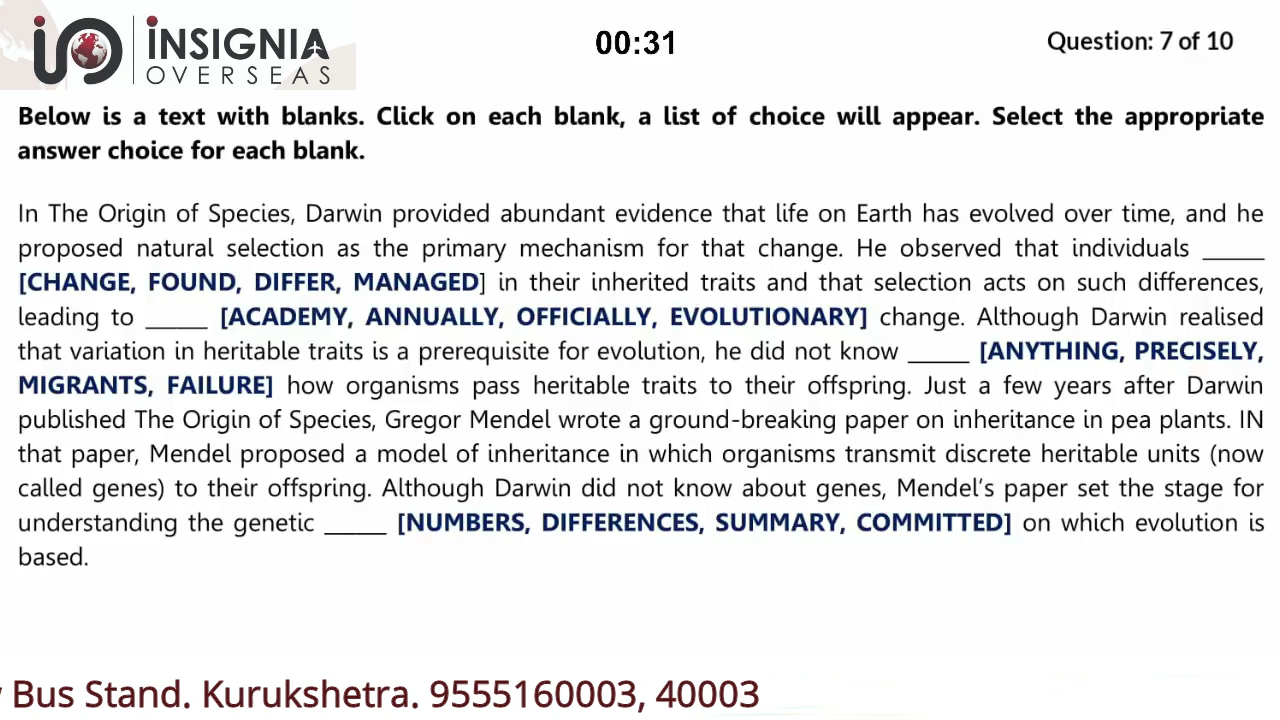 INSIGNIA
OVERSEAS
00:31
Question: 7 of 10
Below is a text with blanks. Click on each blank, a list of choice will appear. Select the appropriate
answer choice for each blank.
In The Origin of Species, Darwin provided abundant evidence that life on Earth has evolved over time, and he
proposed natural selection as the primary mechanism for that change. He observed that individuals _____
[CHANGE, FOUND, DIFFER, MANAGED] in their inherited traits and that selection acts on such differences,
leading to _____ [ACADEMY, ANNUALLY, OFFICIALLY, EVOLUTIONARY] change. Although Darwin realised
that variation in heritable traits is a prerequisite for evolution, he did not know _____ [ANYTHING, PRECISELY,
MIGRANTS, FAILURE] how organisms pass heritable traits to their offspring. Just a few years after Darwin
published The Origin of Species, Gregor Mendel wrote a ground-breaking paper on inheritance in pea plants. IN
that paper, Mendel proposed a model of inheritance in which organisms transmit discrete heritable units (now
called genes) to their offspring. Although Darwin did not know about genes, Mendel's paper set the stage for
understanding the genetic _____ [NUMBERS, DIFFERENCES, SUMMARY, COMMITTED] on which evolution is
based.
Bus Stand. Kurukshetra. 9555160003, 40003